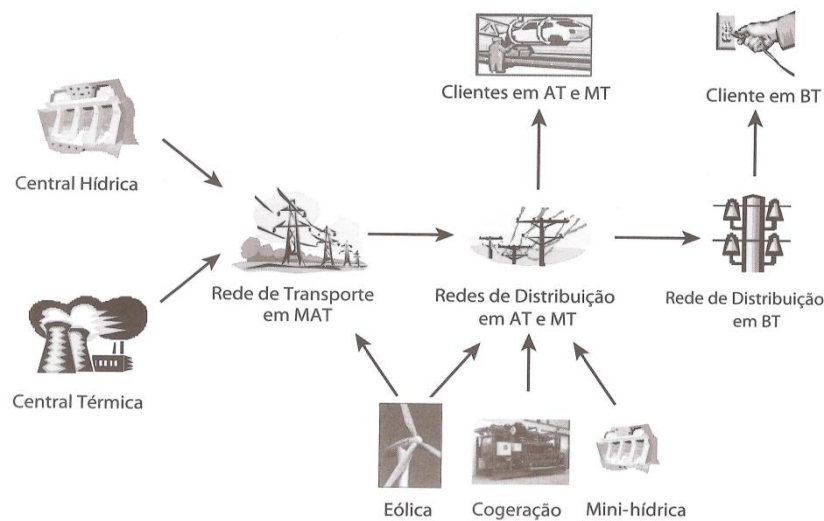 Clientes em AT e MT
Cliente em BT
Central Hídrica
Rede de Transporte
em MAT
Redes de Distribuição
em AT e MT
Rede de Distribuição
em BT
Central Térmica
Eólica
Cogeração
Mini-hídrica